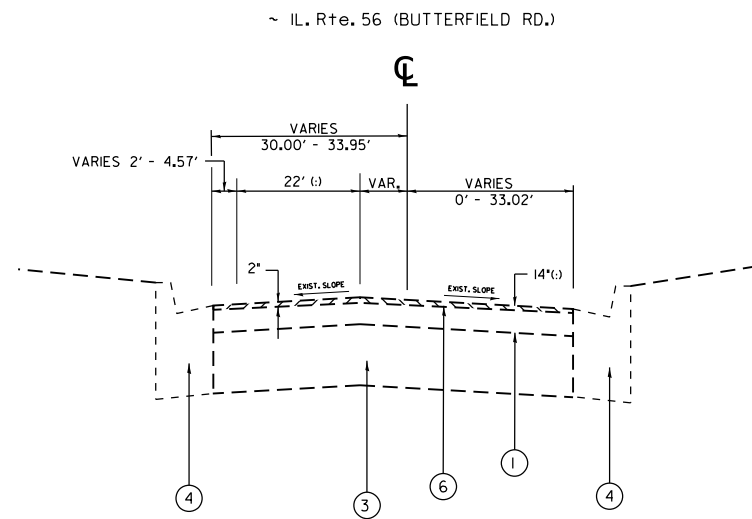 ~ IL. Rte. 56 (BUTTERFIELD RD.)
℄
VARIES
30.00' - 33.95'
VARIES 2' - 4.57'
22' (:)
VAR.
VARIES
0' - 33.02'
2"
EXIST. SLOPE
EXIST. SLOPE
14"(:)
1
6
4
3
4